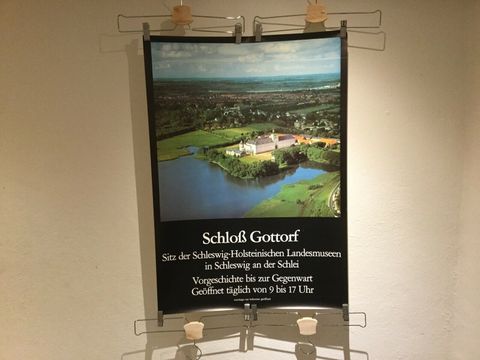 Schloß Gottorf
Sitz der Schleswig-Holsteinischen Landesmuseen
in Schleswig an der Schlei
Vorgeschichte bis zur Gegenwart
Geöffnet täglich von 9 bis 17 Uhr